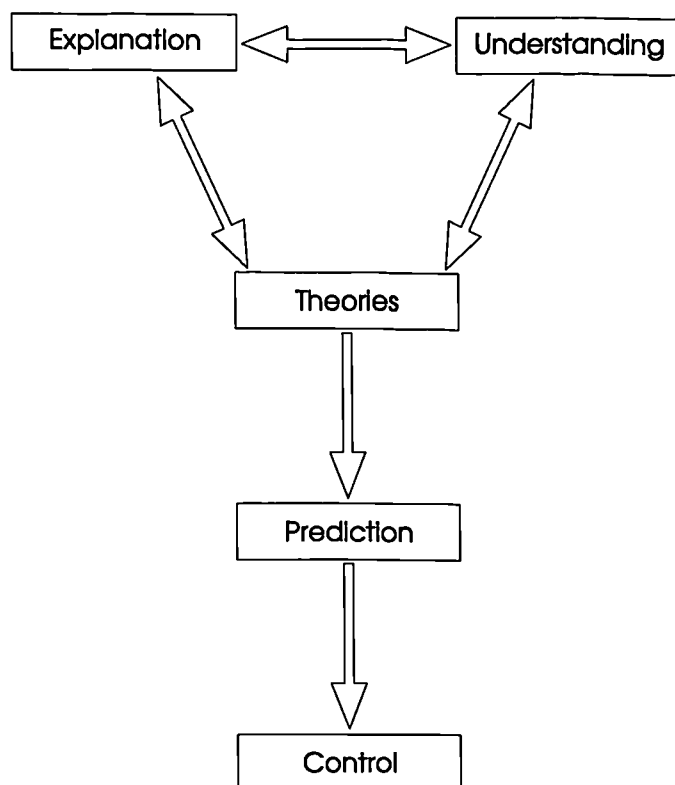 Explanation
Understanding
Theories
Prediction
Control